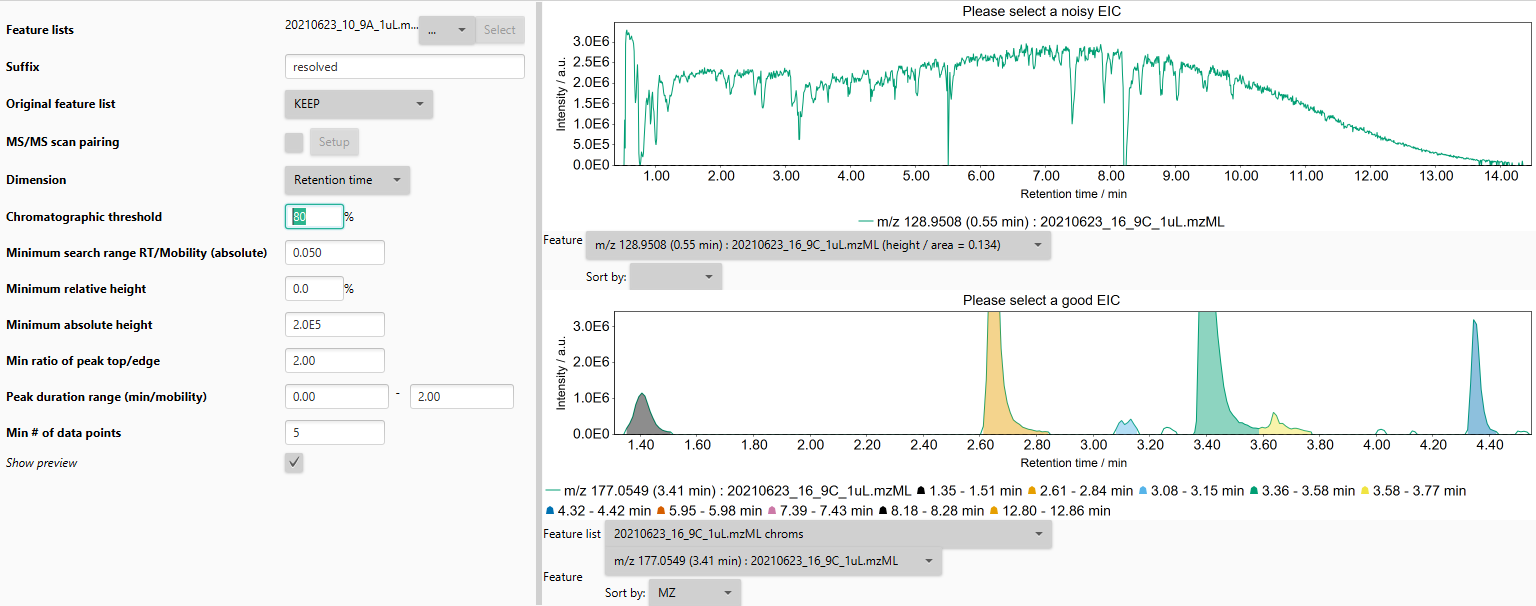 Feature lists 20210623_10_9A_1uL.m... ... Select
Suffix resolved
Original feature list KEEP
MS/MS scan pairing Setup
Dimension Retention time
Chromatographic threshold 80 %
Minimum search range RT/Mobility (absolute) 0.050
Minimum relative height 0.0 %
Minimum absolute height 2.0E5
Min ratio of peak top/edge 2.00
Peak duration range (min/mobility) 0.00 - 2.00
Min # of data points 5
Show preview
Please select a noisy EIC
Intensity / a.u.
3.0E6
2.5E6
2.0E6
1.5E6
1.0E6
5.0E5
0.0E0
1.00 2.00 3.00 4.00 5.00 6.00 7.00 8.00 9.00 10.00 11.00 12.00 13.00 14.00
Retention time / min
m/z 128.9508 (0.55 min) : 20210623_16_9C_1uL.mzML
Feature m/z 128.9508 (0.55 min) : 20210623_16_9C_1uL.mzML (height / area = 0.134)
Sort by:
Please select a good EIC
Intensity / a.u.
3.0E6
2.0E6
1.0E6
0.0E0
1.40 1.60 1.80 2.00 2.20 2.40 2.60 2.80 3.00 3.20 3.40 3.60 3.80 4.00 4.20 4.40
Retention time / min
m/z 177.0549 (3.41 min) : 20210623_16_9C_1uL.mzML 1.35 - 1.51 min 2.61 - 2.84 min 3.08 - 3.15 min 3.36 - 3.58 min 3.58 - 3.77 min
4.32 - 4.42 min 5.95 - 5.98 min 7.39 - 7.43 min 8.18 - 8.28 min 12.80 - 12.86 min
Feature list 20210623_16_9C_1uL.mzML chroms
m/z 177.0549 (3.41 min) : 20210623_16_9C_1uL.mzML
Feature
Sort by: MZ